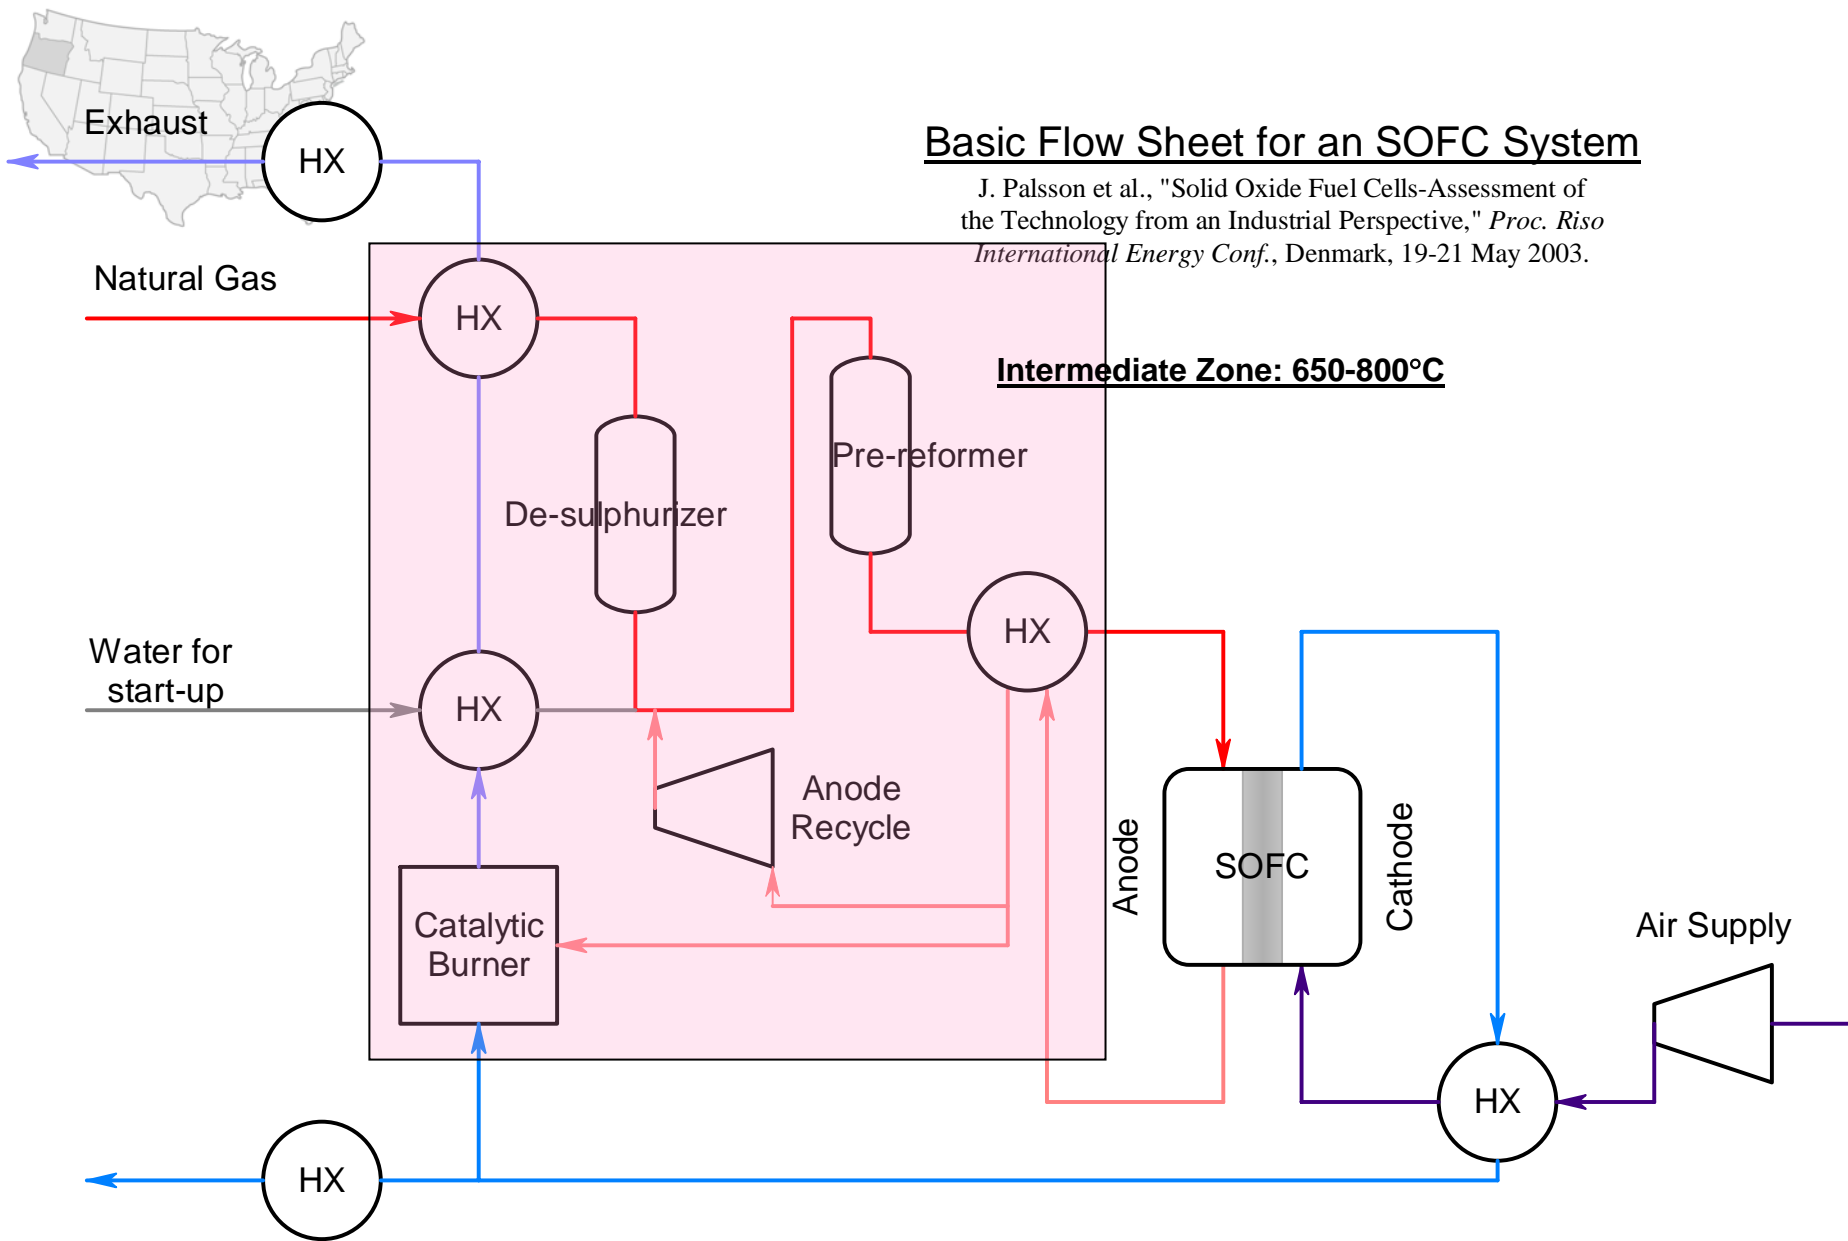 Exhaust
HX
Basic Flow Sheet for an SOFC System
J. Palsson et al., "Solid Oxide Fuel Cells-Assessment of
the Technology from an Industrial Perspective," Proc. Riso
International Energy Conf., Denmark, 19-21 May 2003.
Natural Gas
HX
Intermediate Zone: 650-800°C
Pre-reformer
De-sulphurizer
HX
Water for
start-up
HX
Anode
Recycle
Anode
SOFC
Cathode
Catalytic
Burner
Air Supply
HX
HX